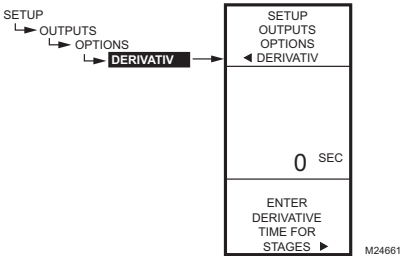 SETUP
OUTPUTS
OPTIONS
DERIVATIV
SETUP
OUTPUTS
OPTIONS
◀ DERIVATIV
0 SEC
ENTER
DERIVATIVE
TIME FOR
STAGES ▶
M24661